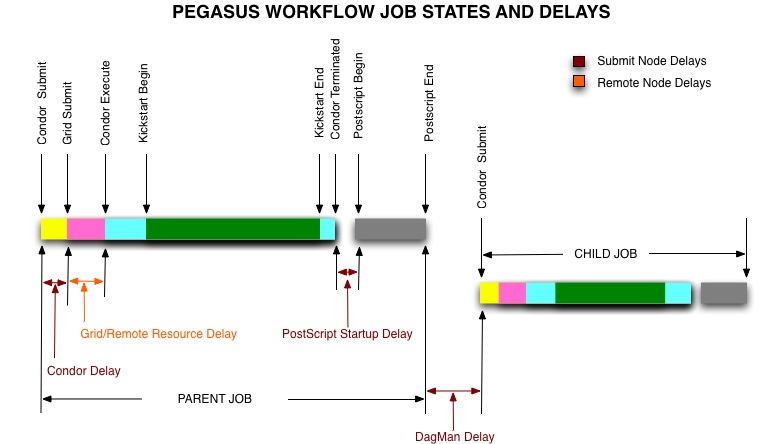 PEGASUS WORKFLOW JOB STATES AND DELAYS
Submit Node Delays
Remote Node Delays
Condor Submit
Grid Submit
Condor Execute
Kickstart Begin
Kickstart End
Condor Terminated
Postscript Begin
Postscript End
Condor Submit
CHILD JOB
Grid/Remote Resource Delay
PostScript Startup Delay
Condor Delay
PARENT JOB
DagMan Delay